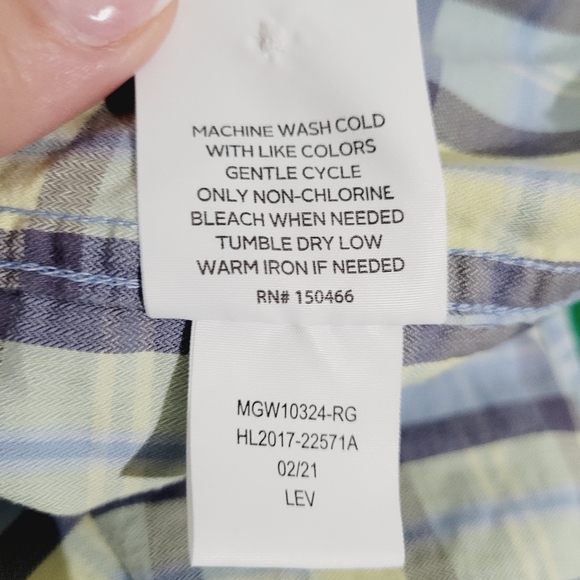 MACHINE WASH COLD
WITH LIKE COLORS
GENTLE CYCLE
ONLY NON-CHLORINE
BLEACH WHEN NEEDED
TUMBLE DRY LOW
WARM IRON IF NEEDED
RN# 150466
MGW10324-RG
HL2017-22571A
02/21
LEV